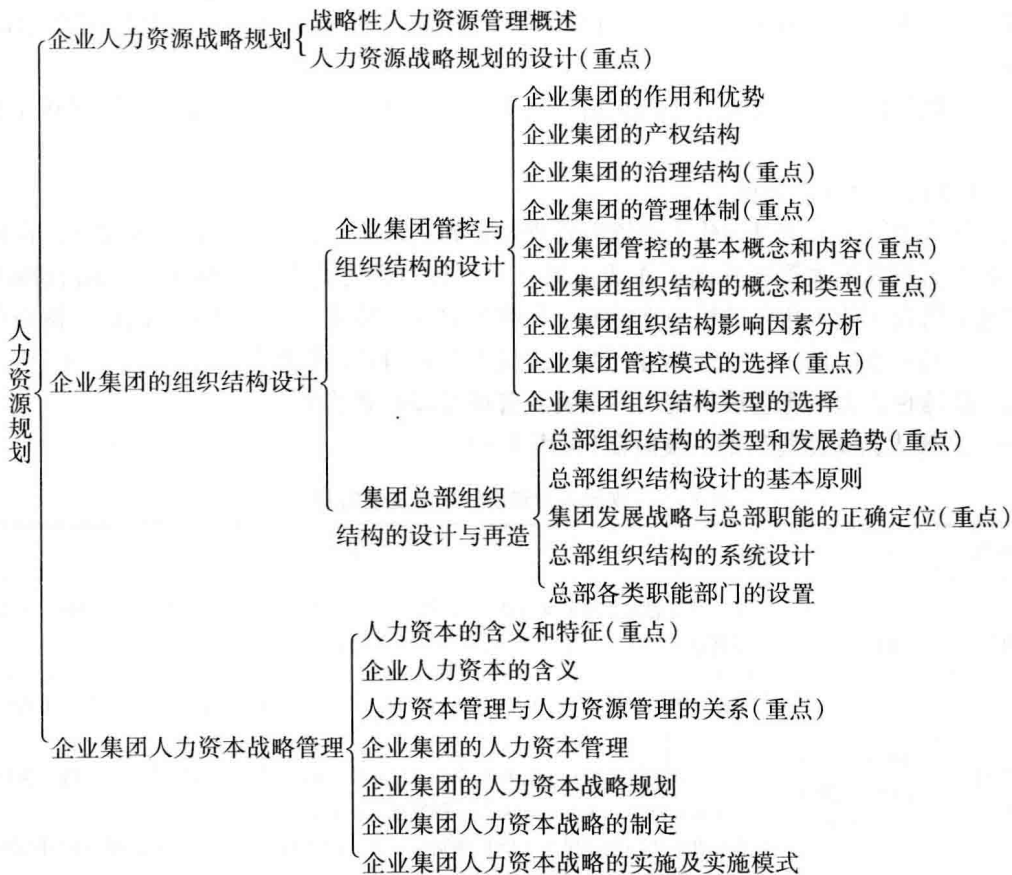 人力资源规划
企业人力资源战略规划
战略性人力资源管理概述
人力资源战略规划的设计(重点)
企业集团的组织结构设计
企业集团管控与
组织结构的设计
企业集团的作用和优势
企业集团的产权结构
企业集团的治理结构(重点)
企业集团的管理体制(重点)
企业集团管控的基本概念和内容(重点)
企业集团组织结构的概念和类型(重点)
企业集团组织结构影响因素分析
企业集团管控模式的选择(重点)
企业集团组织结构类型的选择
集团总部组织
结构的设计与再造
总部组织结构的类型和发展趋势(重点)
总部组织结构设计的基本原则
集团发展战略与总部职能的正确定位(重点)
总部组织结构的系统设计
总部各类职能部门的设置
企业集团人力资本战略管理
人力资本的含义和特征(重点)
企业人力资本的含义
人力资本管理与人力资源管理的关系(重点)
企业集团的人力资本管理
企业集团的人力资本战略规划
企业集团人力资本战略的制定
企业集团人力资本战略的实施及实施模式